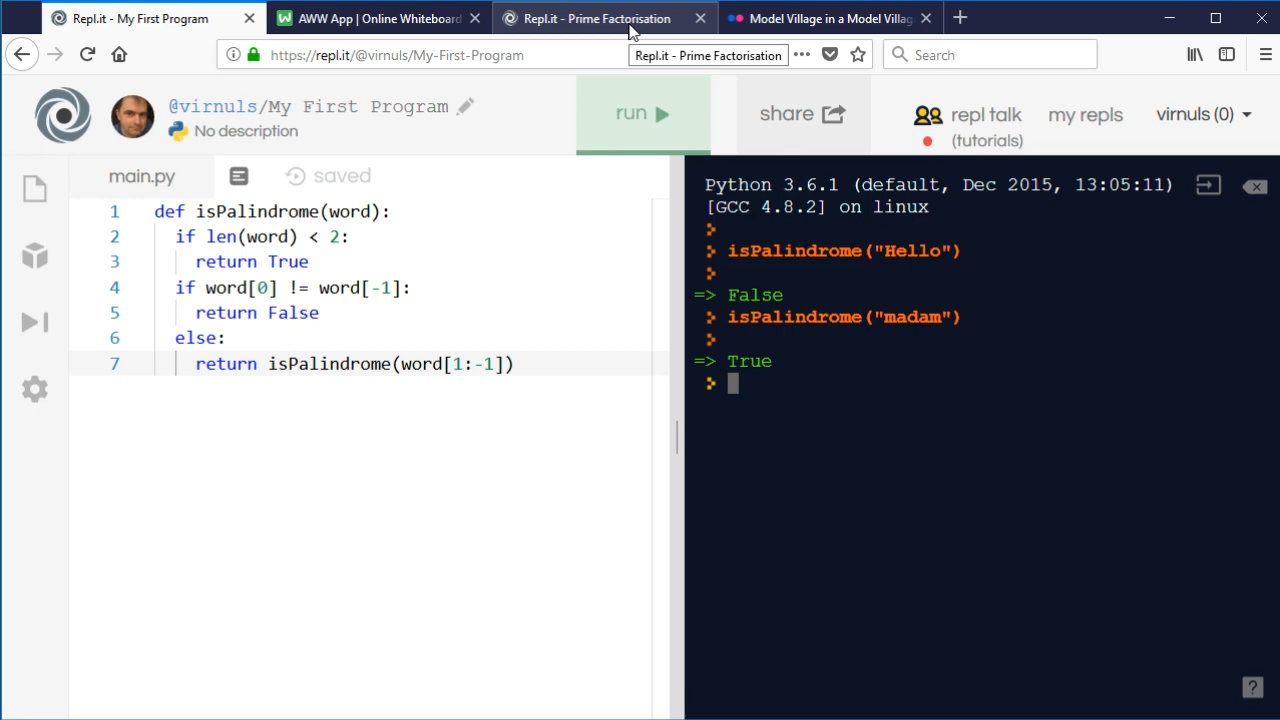 Repl.it - My First Program
AWW App | Online Whiteboard
Repl.it - Prime Factorisation
Model Village in a Model Villag
https://repl.it/@virnuls/My-First-Program
Repl.it - Prime Factorisation
Search
@virnuls/My First Program
No description
run
share
repl talk
(tutorials)
my repls
virnuls (0)
main.py
saved
1 def isPalindrome(word):
2 if len(word) < 2:
3 return True
4 if word[0] != word[-1]:
5 return False
6 else:
7 return isPalindrome(word[1:-1])
Python 3.6.1 (default, Dec 2015, 13:05:11)
[GCC 4.8.2] on linux
isPalindrome("Hello")
=> False
isPalindrome("madam")
=> True
?